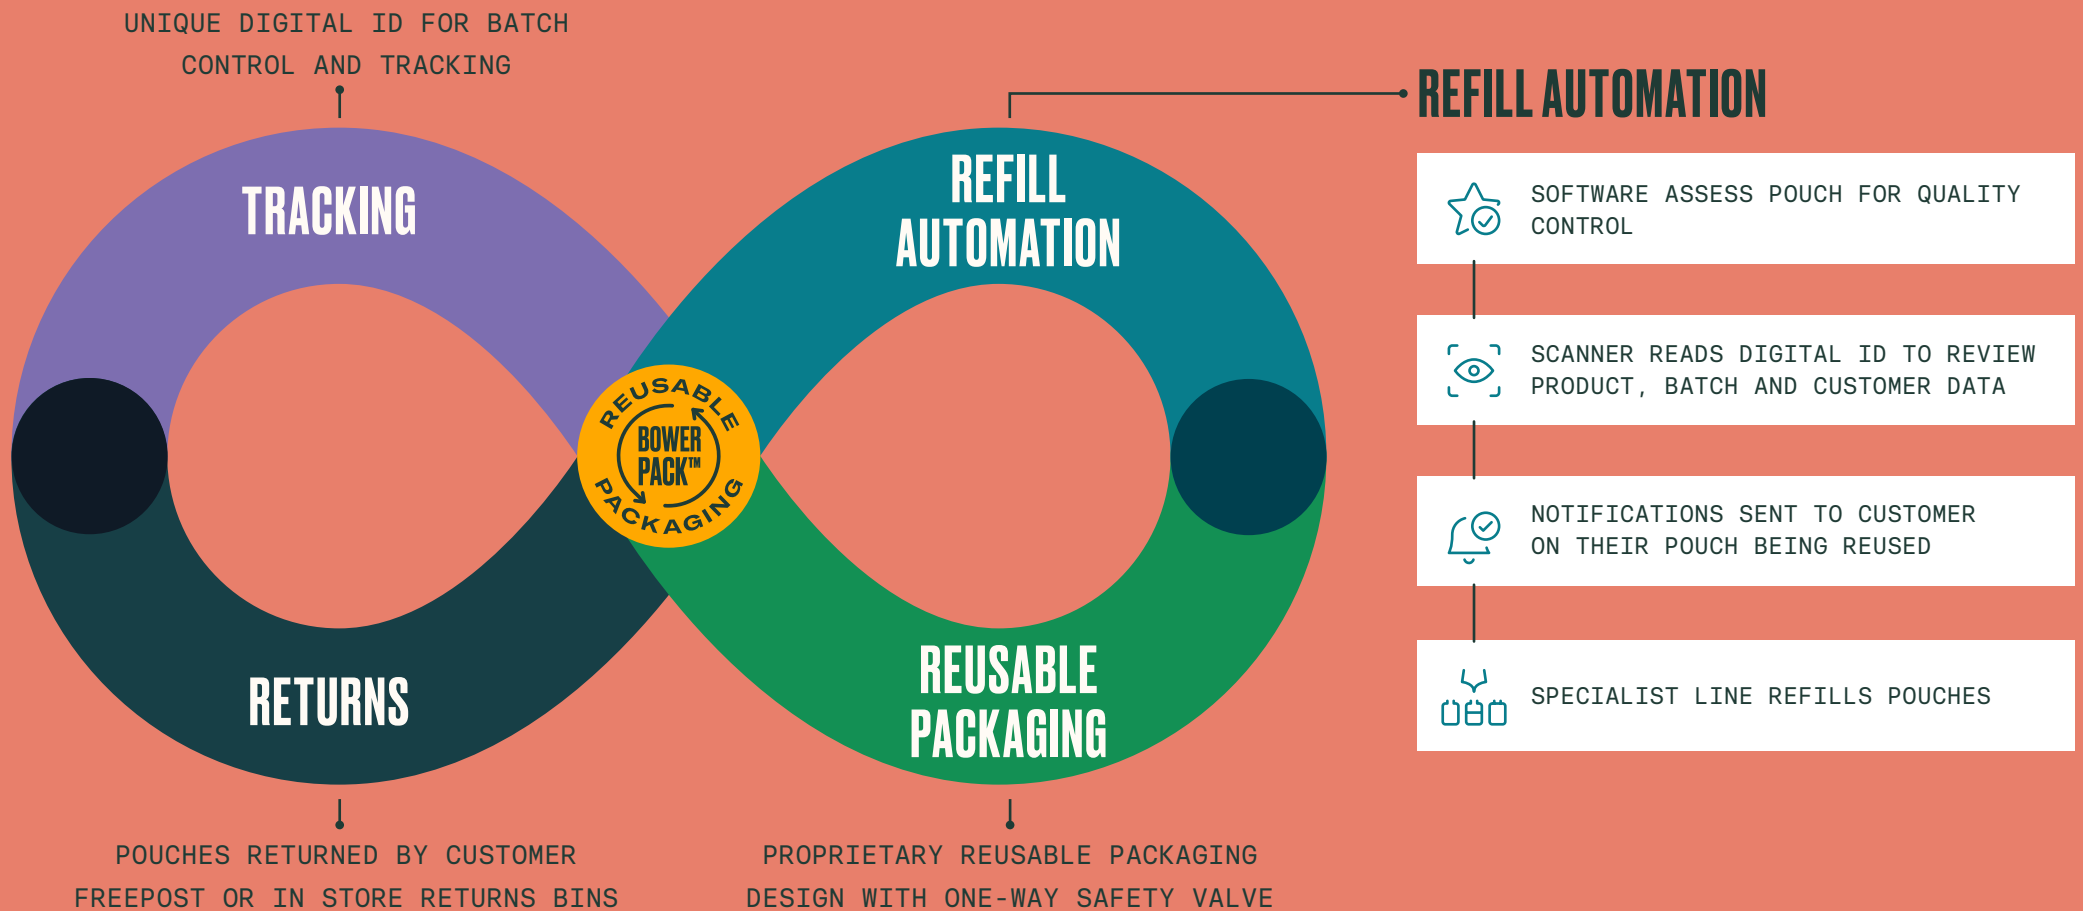 UNIQUE DIGITAL ID FOR BATCH
CONTROL AND TRACKING
TRACKING
REFILL
AUTOMATION
REUSABLE
BOWER
PACK™
PACKAGING
RETURNS
REUSABLE
PACKAGING
POUCHES RETURNED BY CUSTOMER
FREEPOST OR IN STORE RETURNS BINS
PROPRIETARY REUSABLE PACKAGING
DESIGN WITH ONE-WAY SAFETY VALVE
REFILL AUTOMATION
SOFTWARE ASSESS POUCH FOR QUALITY
CONTROL
SCANNER READS DIGITAL ID TO REVIEW
PRODUCT, BATCH AND CUSTOMER DATA
NOTIFICATIONS SENT TO CUSTOMER
ON THEIR POUCH BEING REUSED
SPECIALIST LINE REFILLS POUCHES